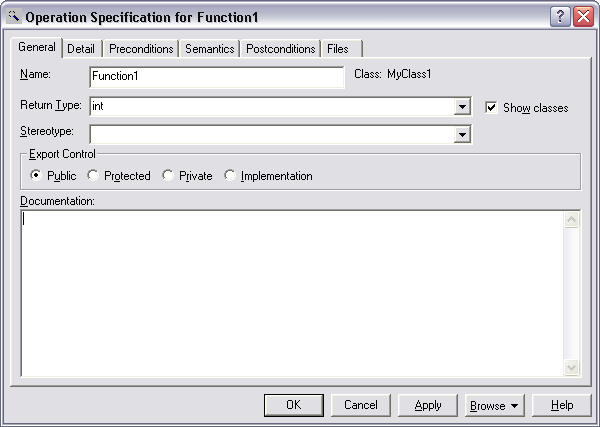 Operation Specification for Function1
General Detail Preconditions Semantics Postconditions Files
Name: Function1 Class: MyClass1
Return Type: int Show classes
Stereotype:
Export Control
Public Protected Private Implementation
Documentation:
OK Cancel Apply Browse Help